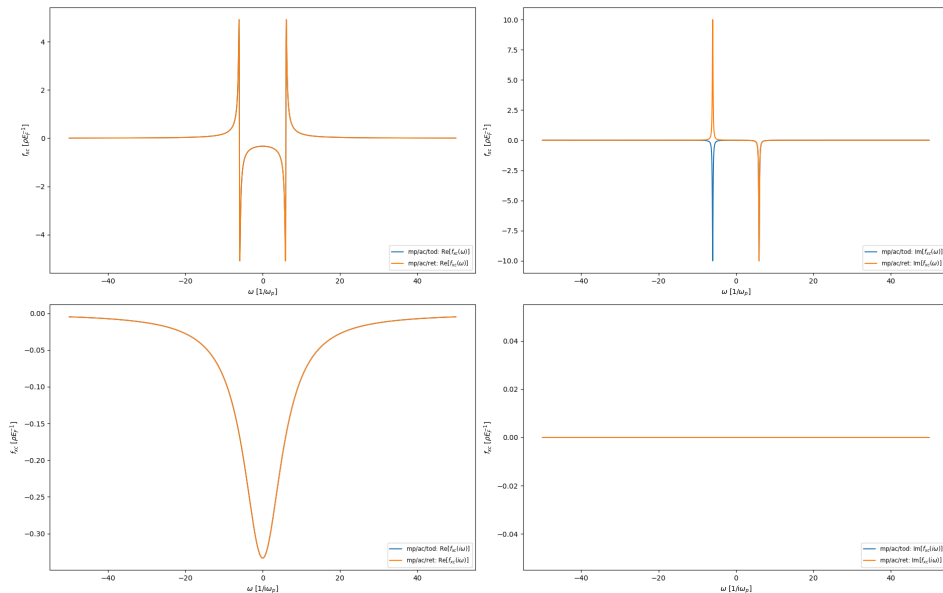 4
2
0
−2
−4
−40
−20
0
20
40
f_xc [ρE_F^−1]
ω [1/ω_p]
mp/ac/tod: Re[f_xc(ω)]
mp/ac/ret: Re[f_xc(ω)]
10.0
7.5
5.0
2.5
0.0
−2.5
−5.0
−7.5
−10.0
−40
−20
0
20
40
f_xc [ρE_F^−1]
ω [1/ω_p]
mp/ac/tod: Im[f_xc(ω)]
mp/ac/ret: Im[f_xc(ω)]
0.00
−0.05
−0.10
−0.15
−0.20
−0.25
−0.30
−40
−20
0
20
40
f_xc [ρE_F^−1]
ω [1/iω_p]
mp/ac/tod: Re[f_xc(iω)]
mp/ac/ret: Re[f_xc(iω)]
0.04
0.02
0.00
−0.02
−0.04
−40
−20
0
20
40
f_xc [ρE_F^−1]
ω [1/iω_p]
mp/ac/tod: Im[f_xc(iω)]
mp/ac/ret: Im[f_xc(iω)]